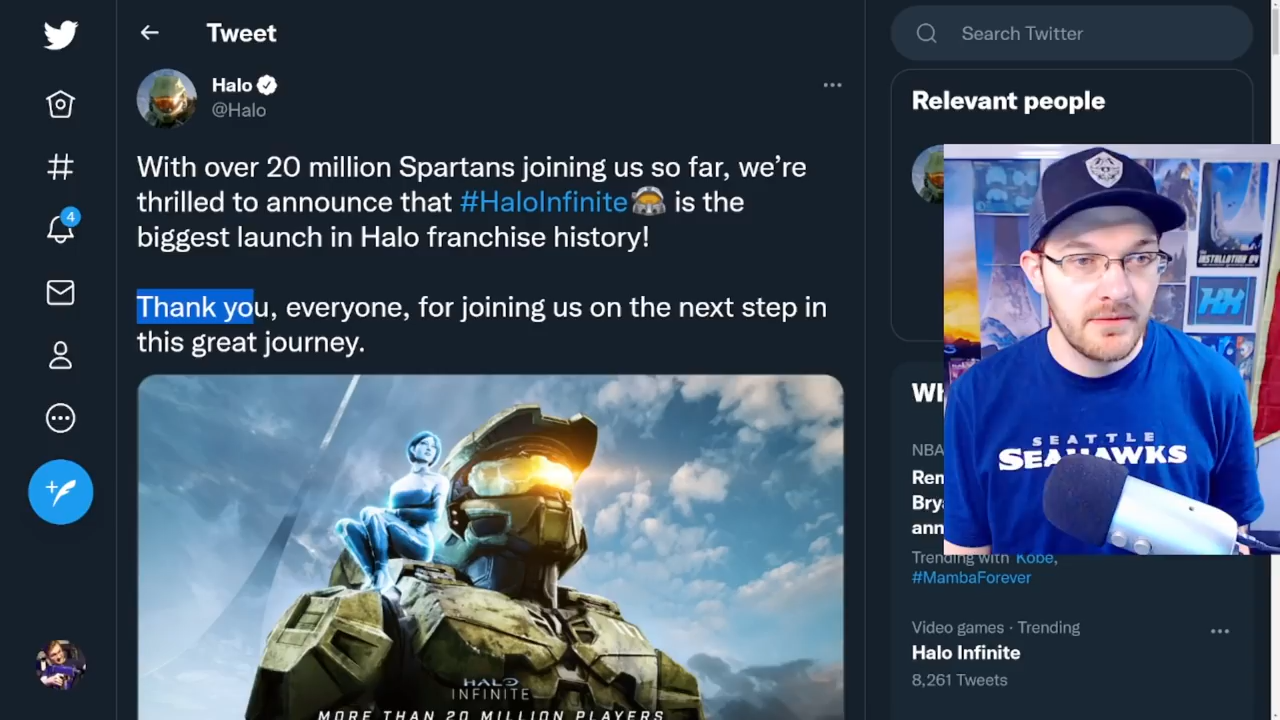 Tweet
Search Twitter
Halo
@Halo
With over 20 million Spartans joining us so far, we're
thrilled to announce that #HaloInfinite is the
biggest launch in Halo franchise history!
Thank you, everyone, for joining us on the next step in
this great journey.
HALO
INFINITE
MORE THAN 20 MILLION PLAYERS
4
Relevant people
INSTALLATION 04
HX
SEATTLE
SEAHAWKS
NBA
Trending with Kobe,
#MambaForever
Video games · Trending
Halo Infinite
8,261 Tweets